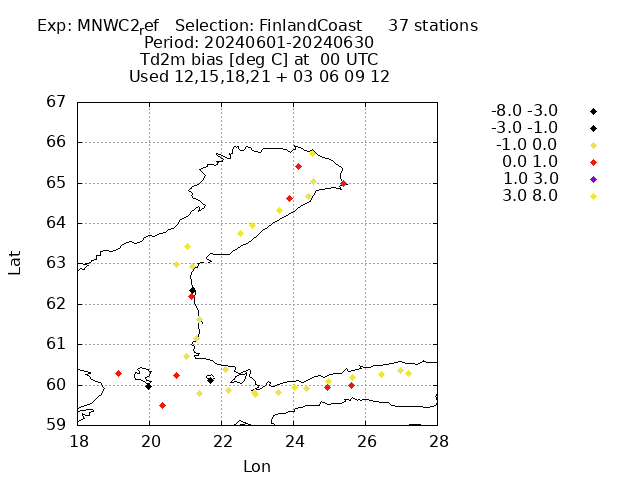 Exp: MNWC2ref Selection: FinlandCoast 37 stations
Period: 20240601-20240630
Td2m bias [deg C] at 00 UTC
Used 12,15,18,21 + 03 06 09 12
67
66
65
64
63
62
61
60
59
18 20 22 24 26 28
Lat
Lon
-8.0 -3.0
-3.0 -1.0
-1.0 0.0
0.0 1.0
1.0 3.0
3.0 8.0